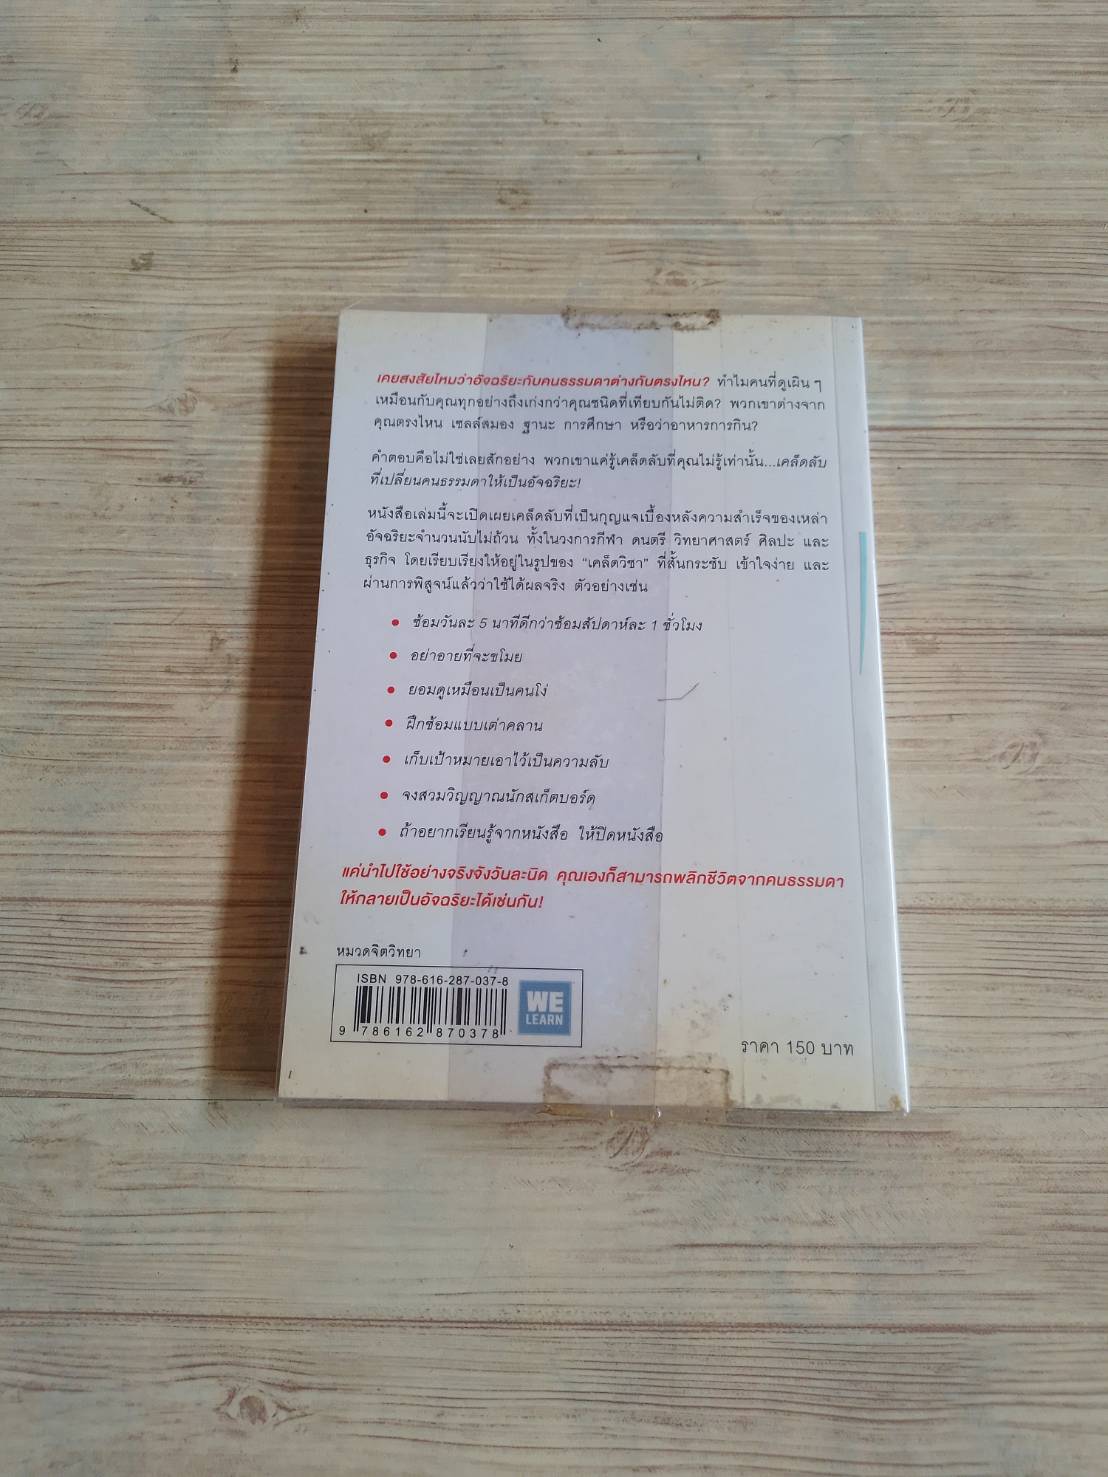 เคยสงสัยไหมว่าอัจฉริยะกับคนธรรมดาต่างกันตรงไหน? ทำไมคนที่ดูเผิน ๆ
เหมือนกับคุณทุกอย่างถึงเก่งกว่าคุณชนิดที่เทียบกันไม่ติด? พวกเขาต่างจาก
คุณตรงไหน เซลล์สมอง ฐานะ การศึกษา หรือว่าอาหารการกิน?
คำตอบคือไม่ใช่เลยสักอย่าง พวกเขาแค่รู้เคล็ดลับที่คุณไม่รู้เท่านั้น...เคล็ดลับ
ที่เปลี่ยนคนธรรมดาให้เป็นอัจฉริยะ!
หนังสือเล่มนี้จะเปิดเผยเคล็ดลับที่เป็นกุญแจเบื้องหลังความสำเร็จของเหล่า
อัจฉริยะจำนวนนับไม่ถ้วน ทั้งในวงการกีฬา ดนตรี วิทยาศาสตร์ ศิลปะ และ
ธุรกิจ โดยเรียบเรียงให้อยู่ในรูปของ “เคล็ดวิชา” ที่สั้นกระชับ เข้าใจง่าย และ
ผ่านการพิสูจน์แล้วว่าใช้ได้ผลจริง ตัวอย่างเช่น
• ซ้อมวันละ 5 นาทีดีกว่าซ้อมสัปดาห์ละ 1 ชั่วโมง
• อย่าอายที่จะขโมย
• ยอมดูเหมือนเป็นคนโง่
• ฝึกซ้อมแบบเต่าคลาน
• เก็บเป้าหมายเอาไว้เป็นความลับ
• จงสวมวิญญาณนักสเก็ตบอร์ด
• ถ้าอยากเรียนรู้จากหนังสือ ให้ปิดหนังสือ
แค่นำไปใช้อย่างจริงจังวันละนิด คุณเองก็สามารถพลิกชีวิตจากคนธรรมดา
ให้กลายเป็นอัจฉริยะได้เช่นกัน!
หมวดจิตวิทยา
ISBN 978-616-287-037-8
9 786162 870378
WE
LEARN
ราคา 150 บาท